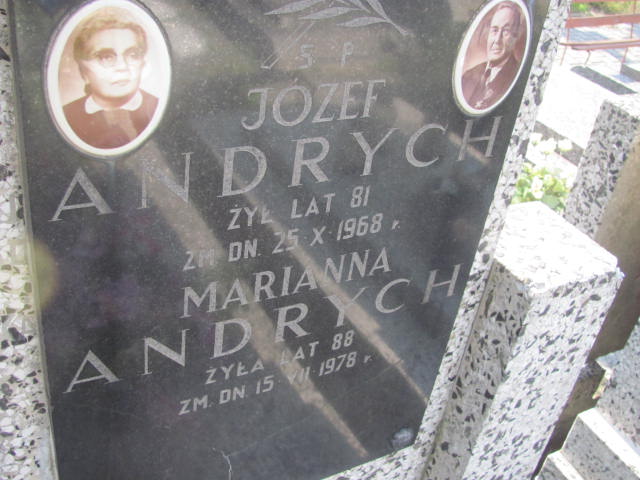 Ś P
JÓZEF
ANDRYCH
ŻYŁ LAT 81
ZM. DN. 25 X 1968 r.
MARIANNA
ANDRYCH
ŻYŁA LAT 88
ZM. DN. 15 VII 1978 r.